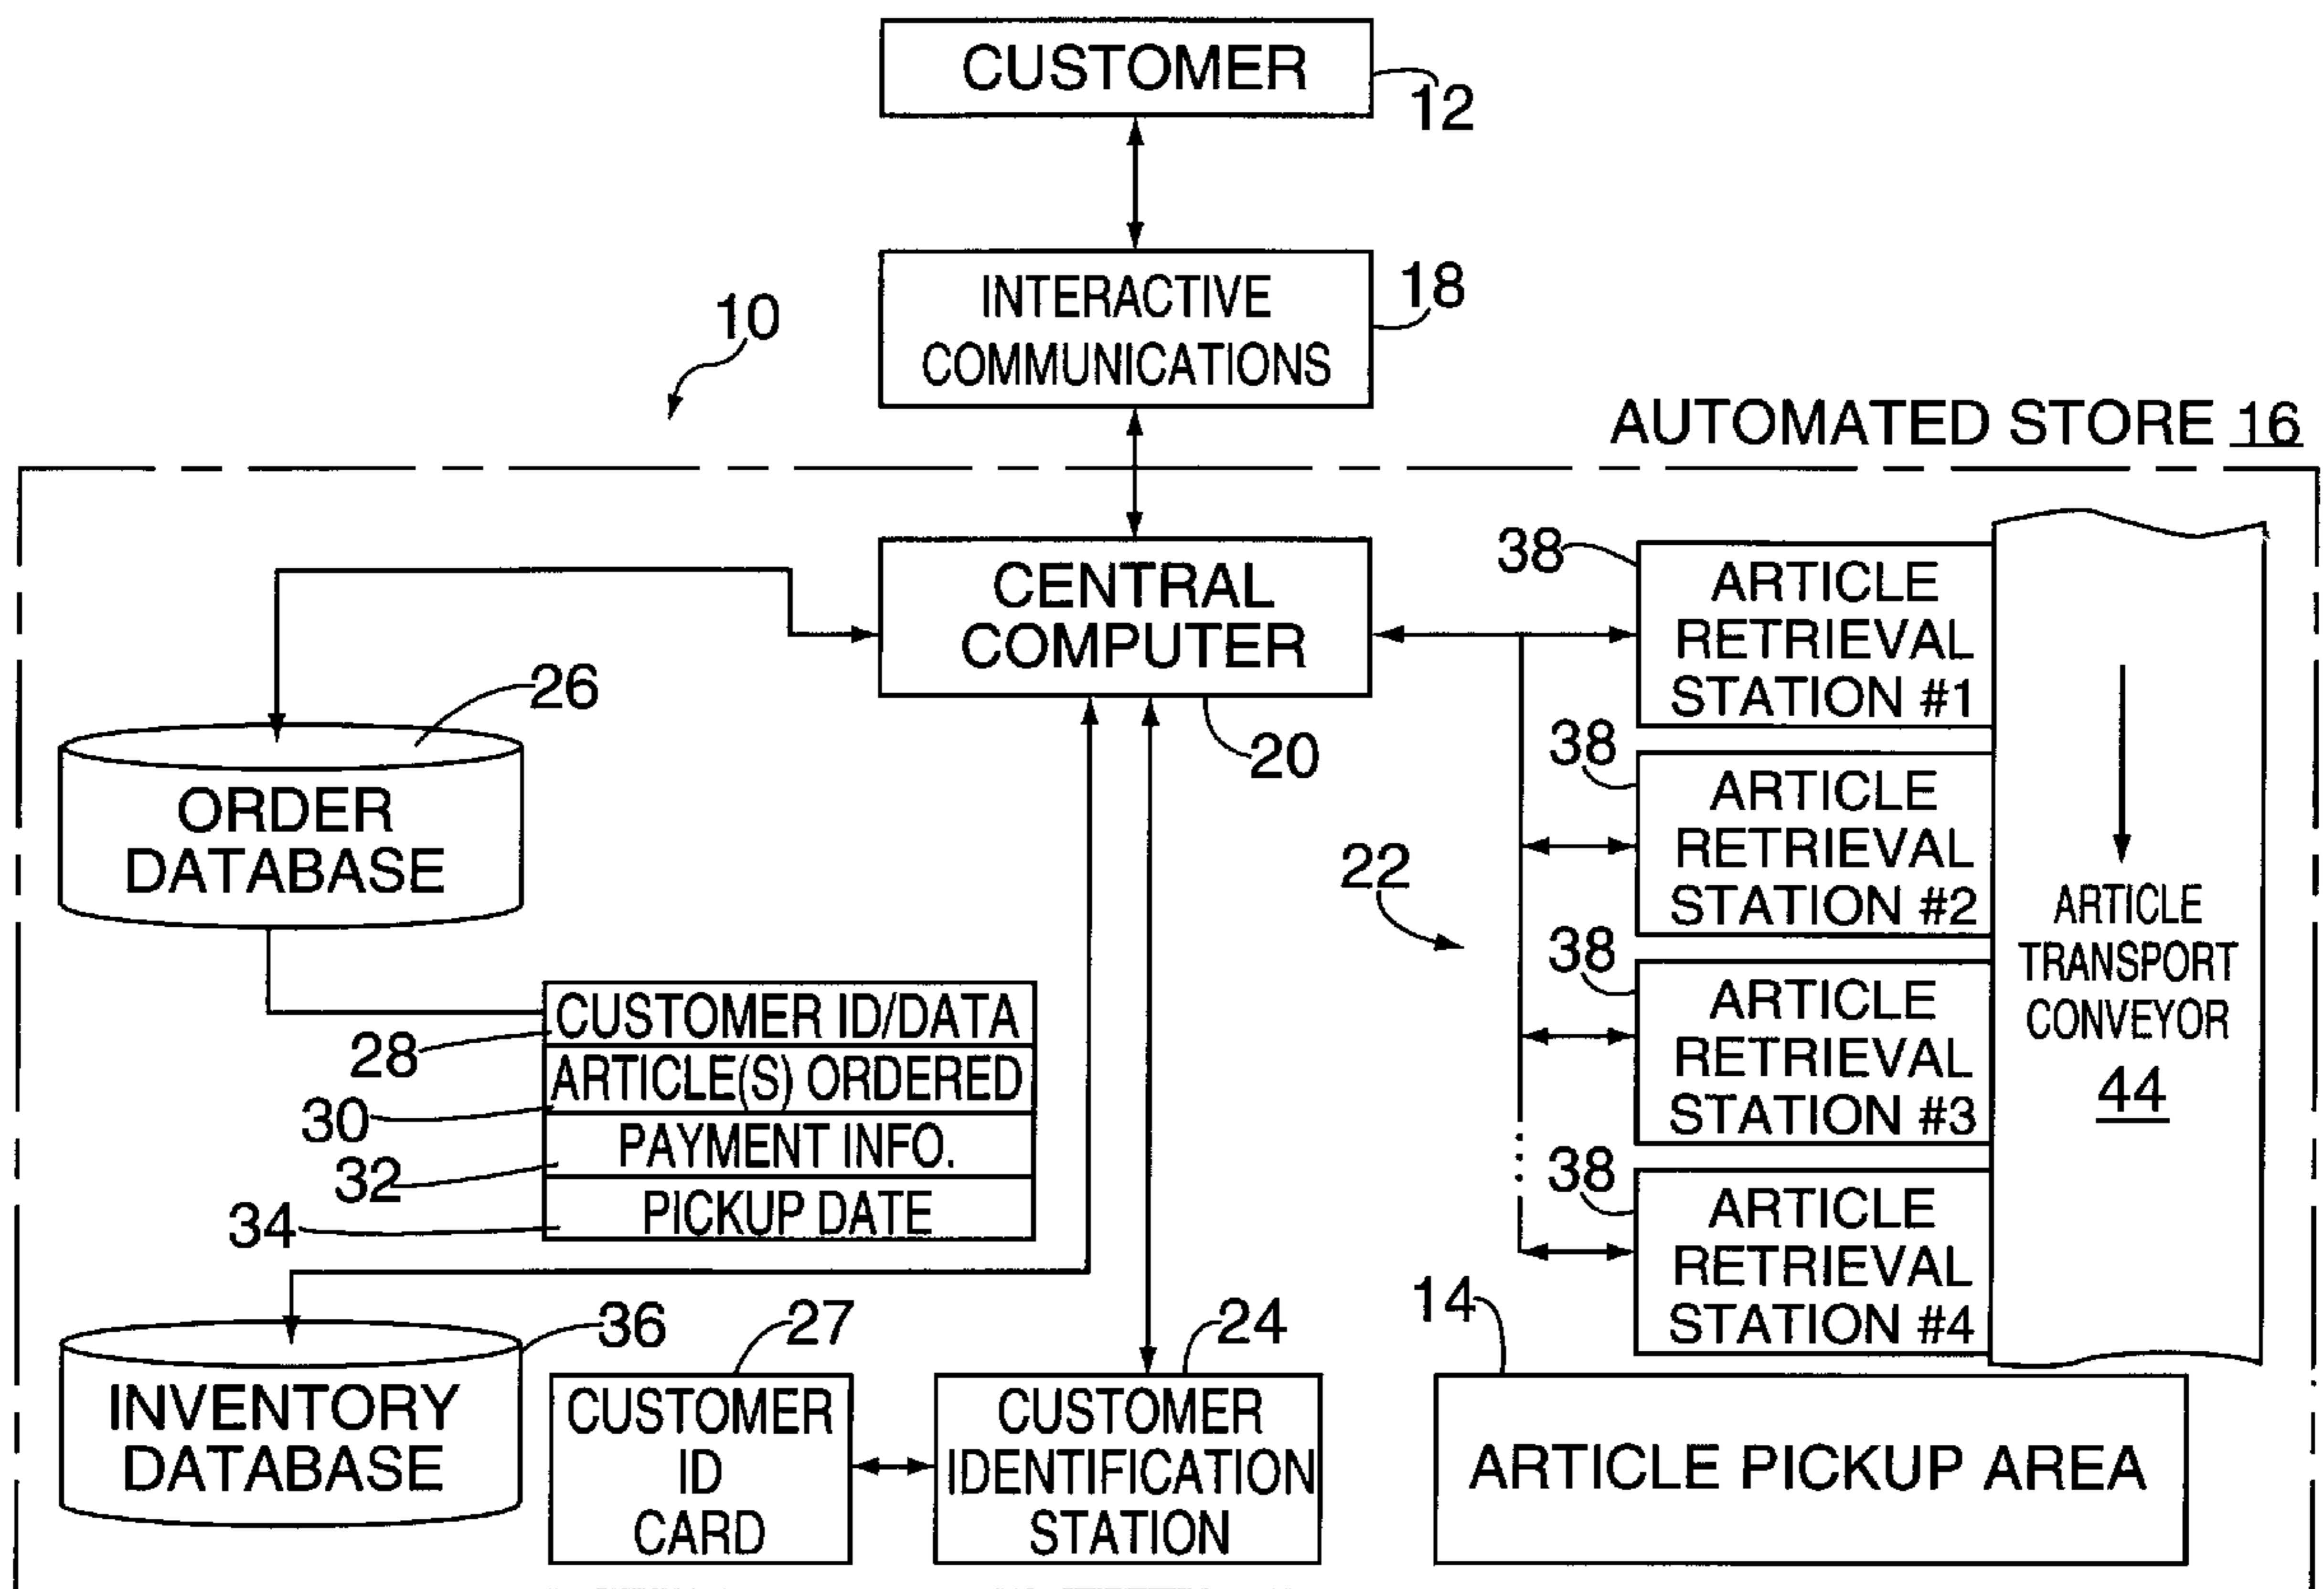 CUSTOMER
12
INTERACTIVE
COMMUNICATIONS
18
10
AUTOMATED STORE 16
CENTRAL
COMPUTER
20
38
ARTICLE
RETRIEVAL
STATION #1
38
ARTICLE
RETRIEVAL
STATION #2
38
ARTICLE
RETRIEVAL
STATION #3
38
ARTICLE
RETRIEVAL
STATION #4
22
ARTICLE
TRANSPORT
CONVEYOR
44
26
ORDER
DATABASE
CUSTOMER ID/DATA
28
ARTICLE(S) ORDERED
30
PAYMENT INFO.
32
PICKUP DATE
34
36
INVENTORY
DATABASE
27
CUSTOMER
ID
CARD
24
CUSTOMER
IDENTIFICATION
STATION
14
ARTICLE PICKUP AREA